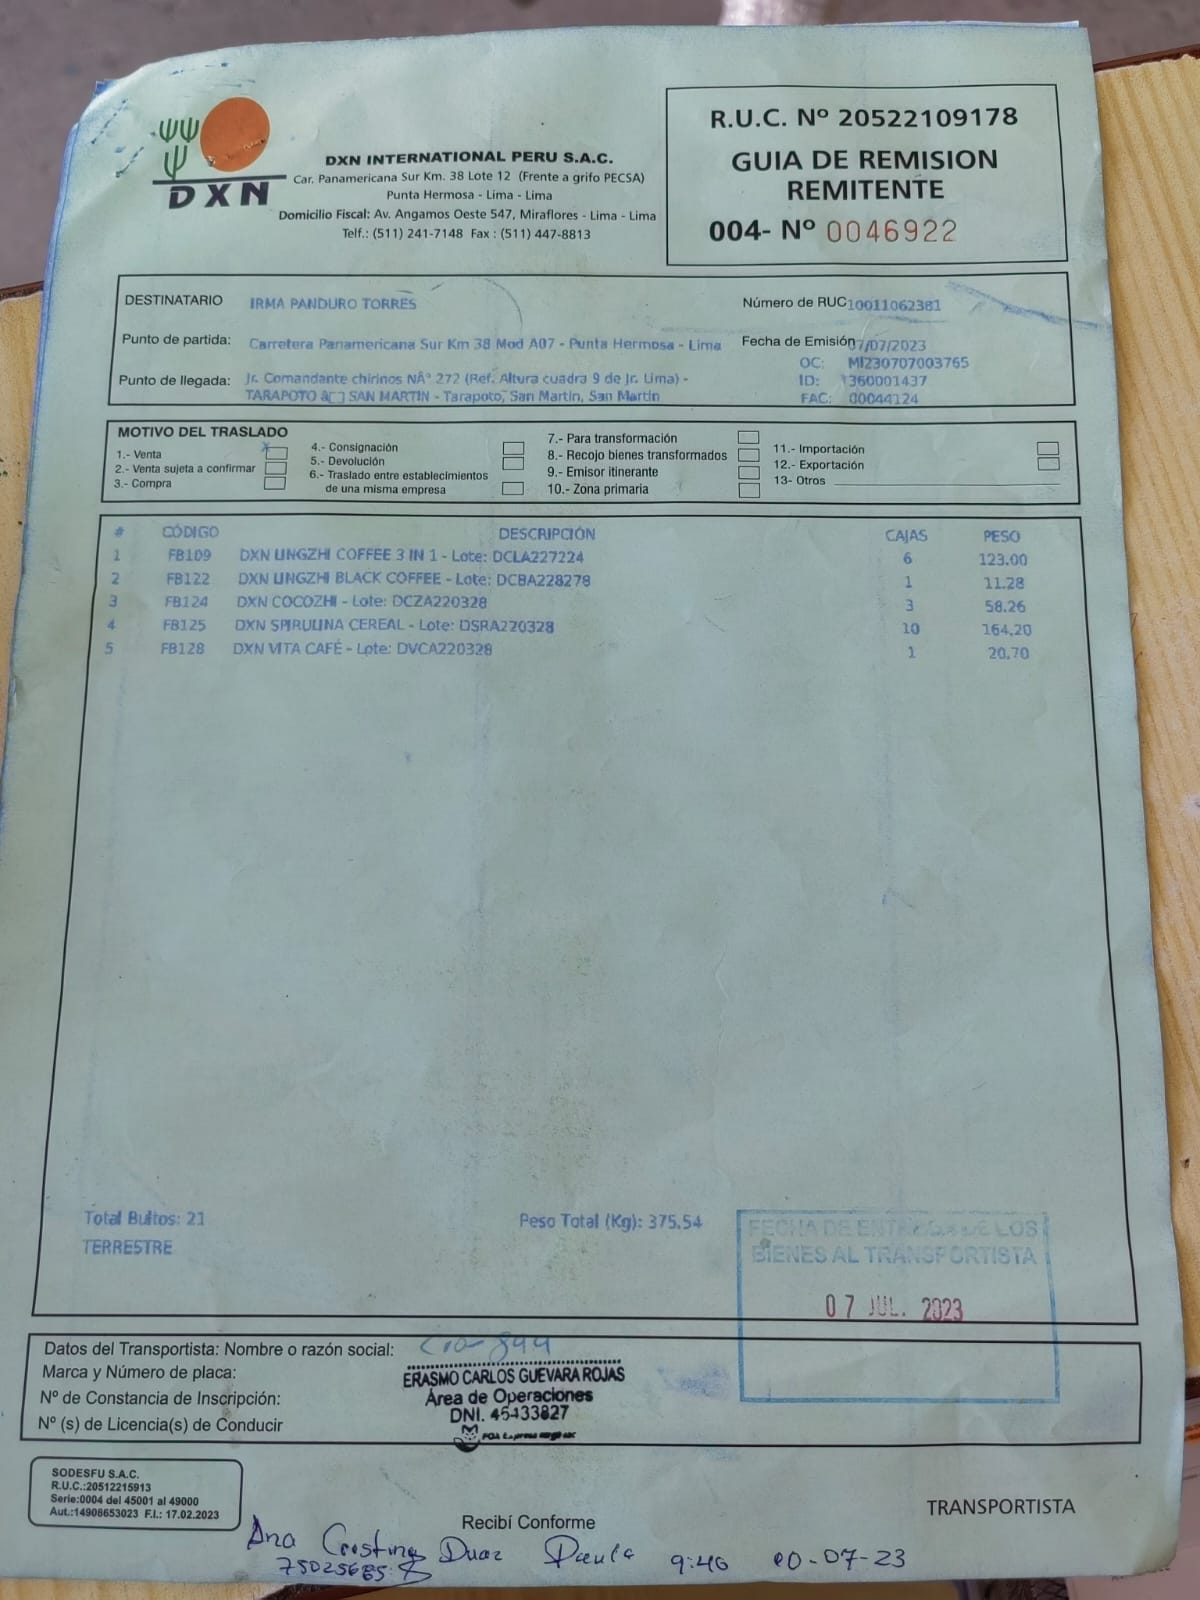 DXN
DXN INTERNATIONAL PERU S.A.C.
Car. Panamericana Sur Km. 38 Lote 12 (Frente a grifo PECSA)
Punta Hermosa - Lima - Lima
Domicilio Fiscal: Av. Angamos Oeste 547, Miraflores - Lima - Lima
Telf.: (511) 241-7148 Fax : (511) 447-8813
R.U.C. Nº 20522109178
GUIA DE REMISION
REMITENTE
004- Nº 0046922
DESTINATARIO IRMA PANDURO TORRES Número de RUC 10011062381
Punto de partida: Carretera Panamericana Sur Km 38 Mod A07 - Punta Hermosa - Lima Fecha de Emisión 07/07/2023
OC: MI230707003765
Punto de llegada: Jr. Comandante chirinos NÂº 272 (Ref. Altura cuadra 9 de Jr. Lima) - ID: 360001437
TARAPOTO SAN MARTIN - Tarapoto, San Martin, San Martin FAC: 00044124
MOTIVO DEL TRASLADO
1.- Venta X
2.- Venta sujeta a confirmar
3.- Compra
4.- Consignación
5.- Devolución
6.- Traslado entre establecimientos
de una misma empresa
7.- Para transformación
8.- Recojo bienes transformados
9.- Emisor itinerante
10.- Zona primaria
11.- Importación
12.- Exportación
13- Otros
# CÓDIGO DESCRIPCIÓN CAJAS PESO
1 FB109 DXN LINGZHI COFFEE 3 IN 1 - Lote: DCLA227224 6 123.00
2 FB122 DXN LINGZHI BLACK COFFEE - Lote: DCBA228278 1 11.28
3 FB124 DXN COCOZHI - Lote: DCZA220328 3 58.26
4 FB125 DXN SPIRULINA CEREAL - Lote: DSRA220328 10 164.20
5 FB128 DXN VITA CAFÉ - Lote: DVCA220328 1 20.70
Total Bultos: 21 Peso Total (Kg): 375.54
TERRESTRE
FECHA DE ENTREGA DE LOS
BIENES AL TRANSPORTISTA
07 JUL. 2023
Datos del Transportista: Nombre o razón social:
Marca y Número de placa:
Nº de Constancia de Inscripción:
Nº (s) de Licencia(s) de Conducir
ERASMO CARLOS GUEVARA ROJAS
Área de Operaciones
DNI. 45433827
SODESFU S.A.C.
R.U.C.:20512215913
Serie:0004 del 45001 al 49000
Aut.:14908653023 F.I.: 17.02.2023
Recibí Conforme
TRANSPORTISTA
Ana Cristina Diaz 9:40